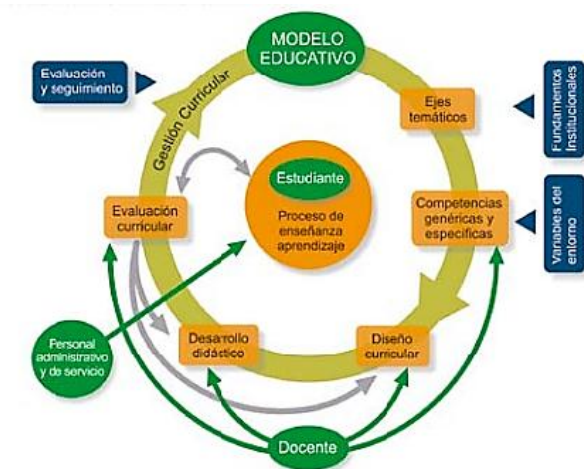 MODELO
EDUCATIVO
Evaluación
y seguimiento
Gestión Curricular
Ejes
temáticos
Fundamentos
Institucionales
Estudiante
Proceso de
enseñanza
aprendizaje
Evaluación
curricular
Competencias
genéricas y
específicas
Variables del
entorno
Personal
administrativo
y de servicio
Desarrollo
didáctico
Diseño
curricular
Docente